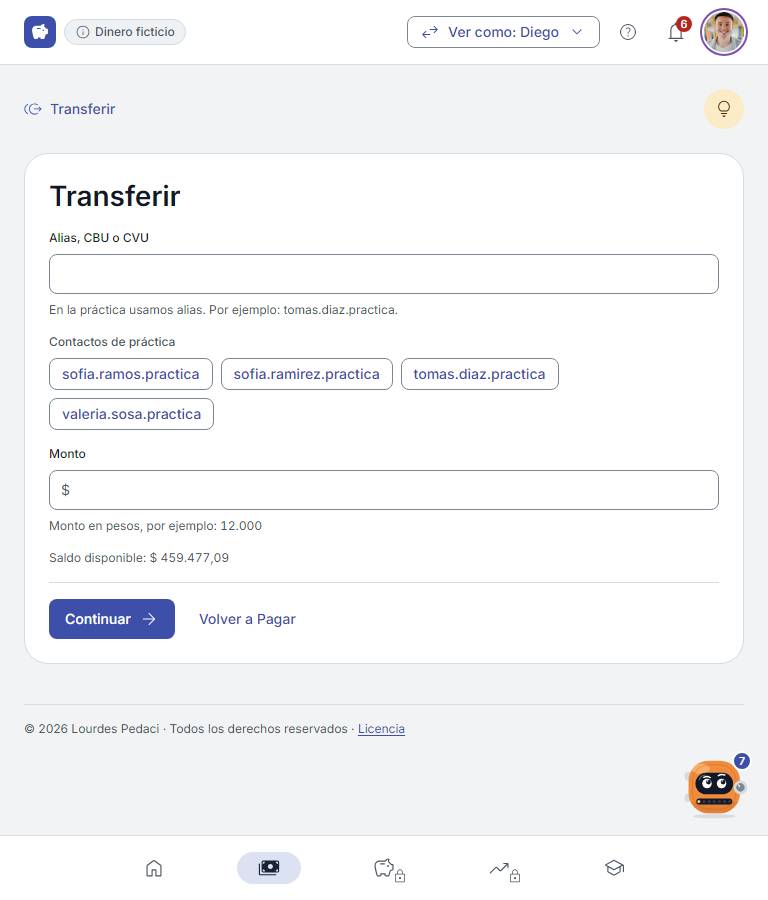 Dinero ficticio
Ver como: Diego
6
Transferir
Transferir
Alias, CBU o CVU
En la práctica usamos alias. Por ejemplo: tomas.diaz.practica.
Contactos de práctica
sofia.ramos.practica sofia.ramirez.practica tomas.diaz.practica
valeria.sosa.practica
Monto
$
Monto en pesos, por ejemplo: 12.000
Saldo disponible: $ 459.477,09
Continuar Volver a Pagar
© 2026 Lourdes Pedaci · Todos los derechos reservados · Licencia
7